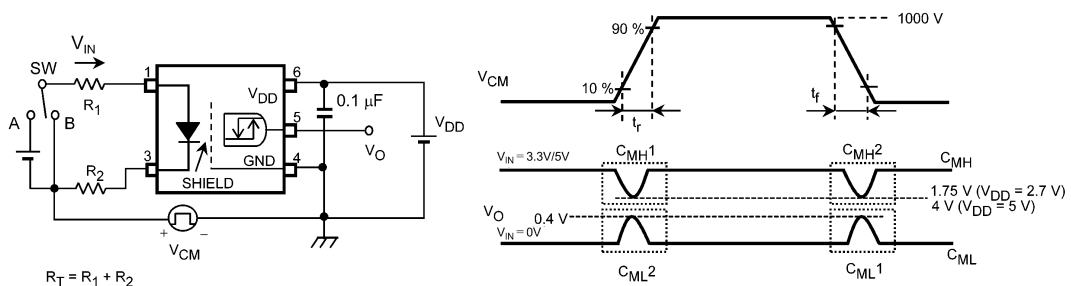 V_IN
SW
1
R_1
A
B
3
R_2
6
V_DD
0.1 μF
5
V_O
V_DD
GND
4
SHIELD
+
−
V_CM
R_T = R_1 + R_2
1000 V
90 %
V_CM
10 %
t_r
t_f
V_IN = 3.3V/5V
C_MH1
C_MH2
C_MH
1.75 V (V_DD = 2.7 V)
4 V (V_DD = 5 V)
V_O
0.4 V
V_IN = 0V
C_ML2
C_ML1
C_ML